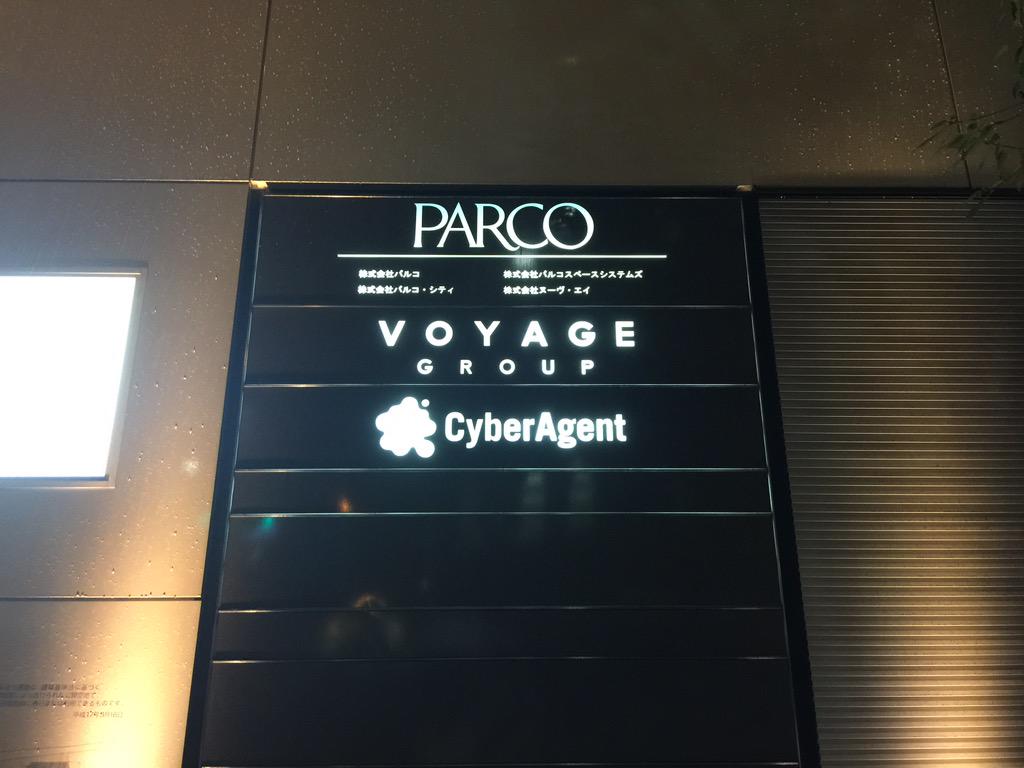 PARCO
株式会社パルコ 株式会社パルコスペースシステムズ
株式会社パルコ・シティ 株式会社ヌーヴ・エイ
VOYAGE
GROUP
CyberAgent